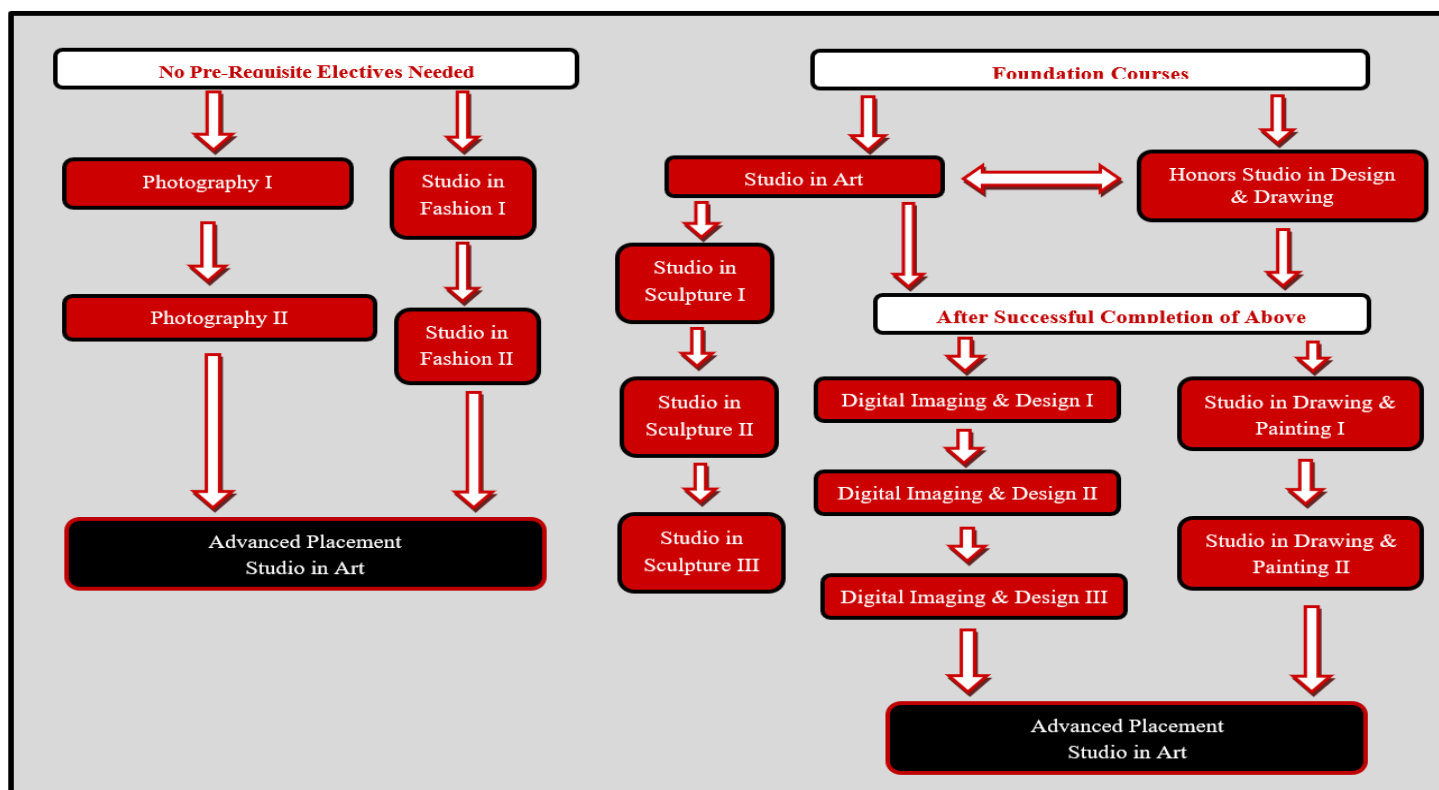 No Pre-Requisite Electives Needed
Photography I
Photography II
Studio in
Fashion I
Studio in
Fashion II
Advanced Placement
Studio in Art
Foundation Courses
Studio in Art
Honors Studio in Design
& Drawing
Studio in
Sculpture I
Studio in
Sculpture II
Studio in
Sculpture III
After Successful Completion of Above
Digital Imaging & Design I
Digital Imaging & Design II
Digital Imaging & Design III
Studio in Drawing &
Painting I
Studio in Drawing &
Painting II
Advanced Placement
Studio in Art